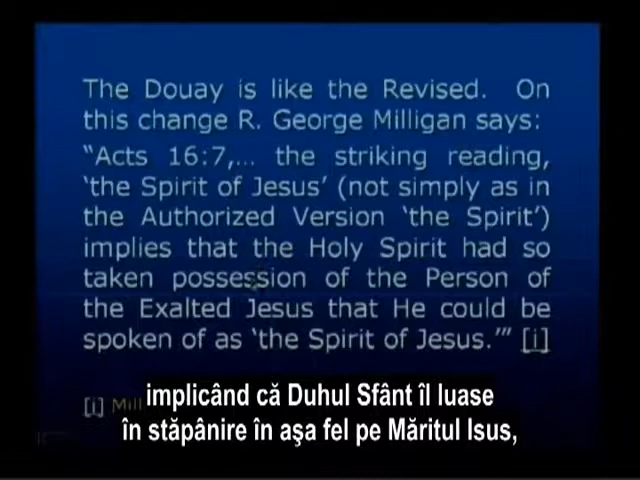 The Douay is like the Revised. On
this change R. George Milligan says:
“Acts 16:7,... the striking reading,
‘the Spirit of Jesus’ (not simply as in
the Authorized Version ‘the Spirit’)
implies that the Holy Spirit had so
taken possession of the Person of
the Exalted Jesus that He could be
spoken of as ‘the Spirit of Jesus.’” [i]
[i] Mill
implicând că Duhul Sfânt îl luase
în stăpânire în aşa fel pe Măritul Isus,